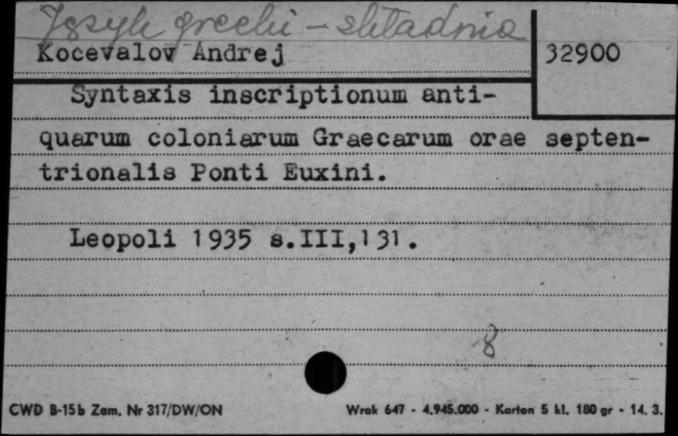 Język grecki - składnia
Kocevalov Andrej
32900
Syntaxis inscriptionum anti-
quarum coloniarum Graecarum orae septen-
trionalis Ponti Euxini.
Leopoli 1935 s.III,131.
8
CWD B-15b Zam. Nr 317/DW/ON
Wrak 647 - 4.945.000 - Karton 5 kl. 180 gr - 14. 3.